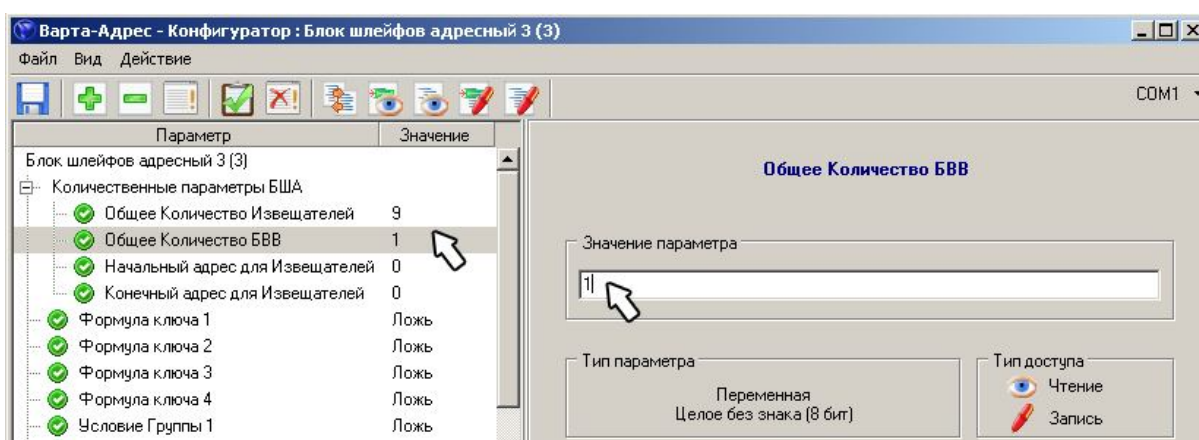 Варта-Адрес - Конфигуратор : Блок шлейфов адресный 3 (3)
Файл Вид Действие
COM1
Параметр Значение
Блок шлейфов адресный 3 (3)
Количественные параметры БША
Общее Количество Извещателей 9
Общее Количество БВВ 1
Начальный адрес для Извещателей 0
Конечный адрес для Извещателей 0
Формула ключа 1 Ложь
Формула ключа 2 Ложь
Формула ключа 3 Ложь
Формула ключа 4 Ложь
Условие Группы 1 Ложь
Общее Количество БВВ
Значение параметра
1
Тип параметра
Переменная
Целое без знака (8 бит)
Тип доступа
Чтение
Запись